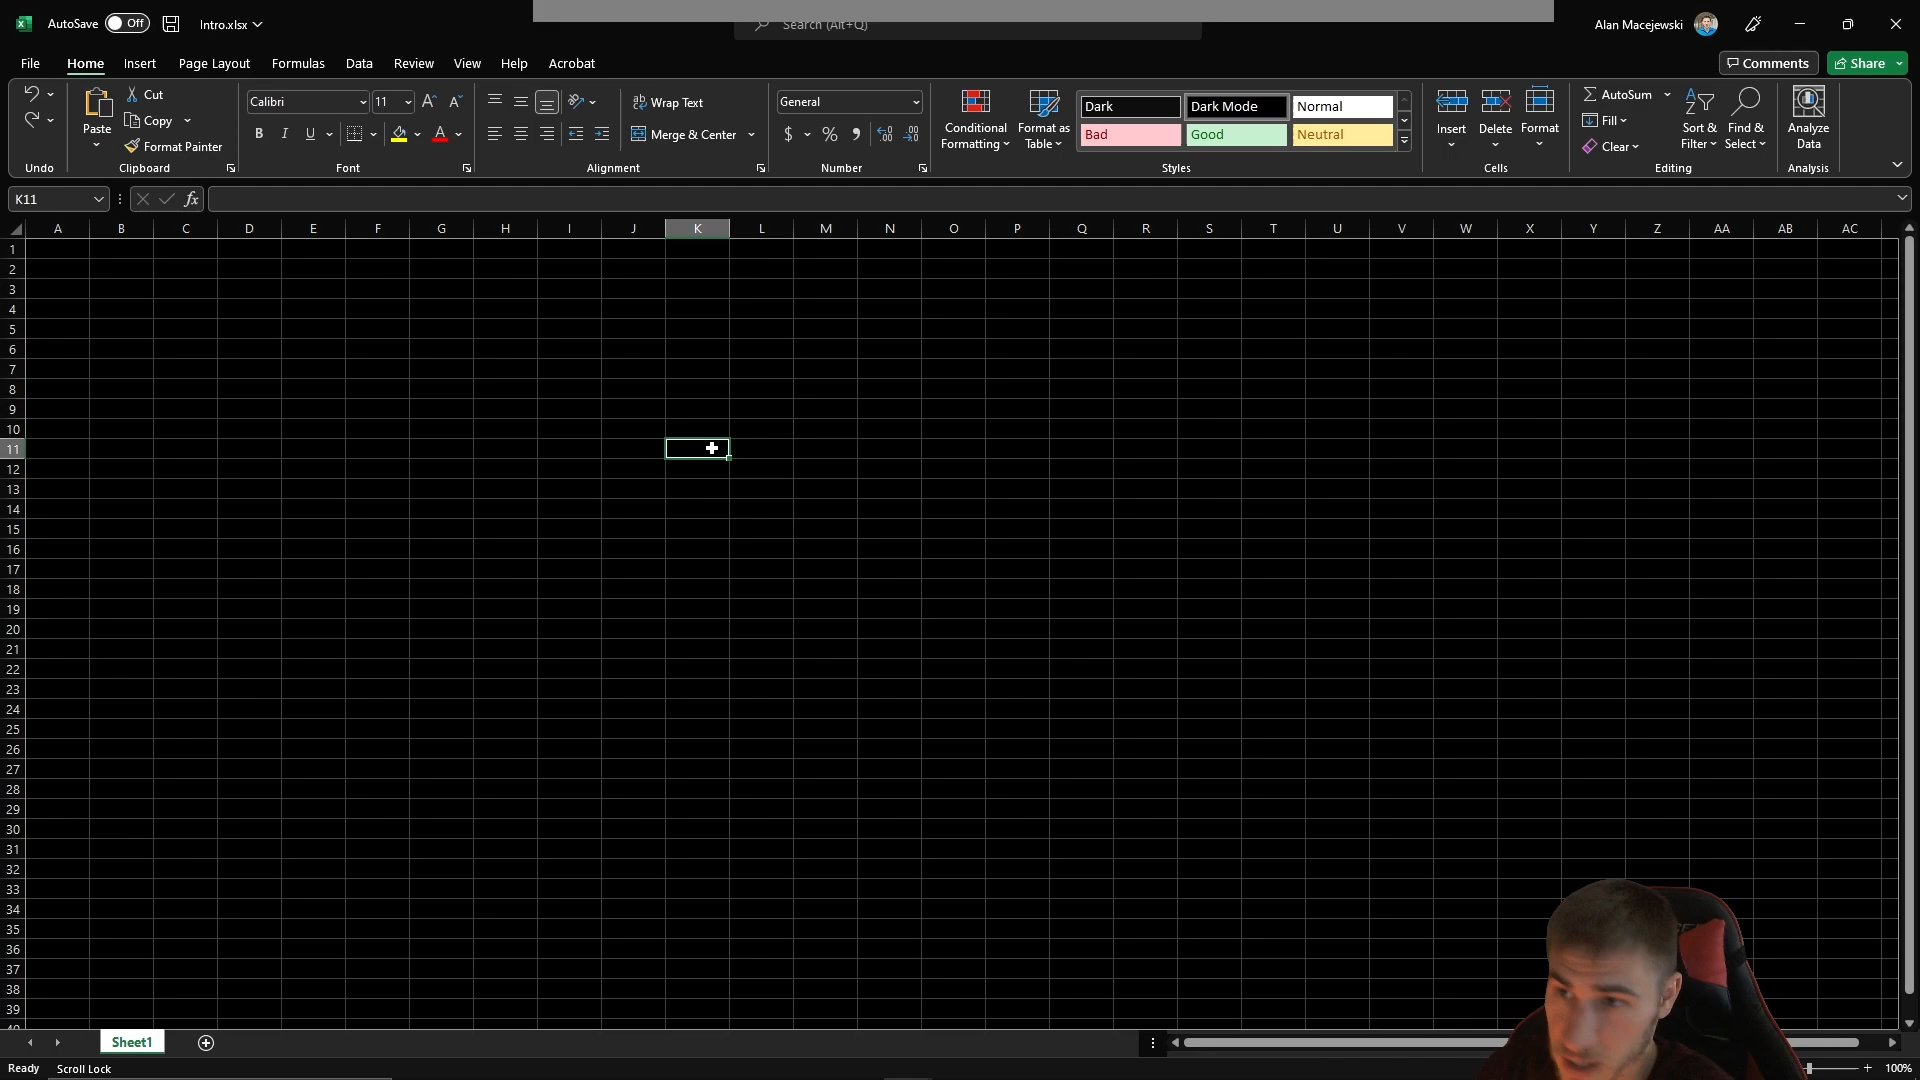 AutoSave Off Intro.xlsx Search (Alt+Q) Alan Macejewski
File Home Insert Page Layout Formulas Data Review View Help Acrobat Comments Share
Cut
Copy
Format Painter
Paste
Undo
Clipboard
Calibri 11
B I U
Font
Wrap Text
Merge & Center
Alignment
General
$ % 9
Number
Conditional Formatting
Format as Table
Dark Dark Mode Normal
Bad Good Neutral
Styles
Insert Delete Format
Cells
AutoSum
Fill
Clear
Sort & Filter
Find & Select
Editing
Analyze Data
Analysis
K11 fx
A B C D E F G H I J K L M N O P Q R S T U V W X Y Z AA AB AC
1
2
3
4
5
6
7
8
9
10
11
12
13
14
15
16
17
18
19
20
21
22
23
24
25
26
27
28
29
30
31
32
33
34
35
36
37
38
39
Sheet1
Ready Scroll Lock 100%